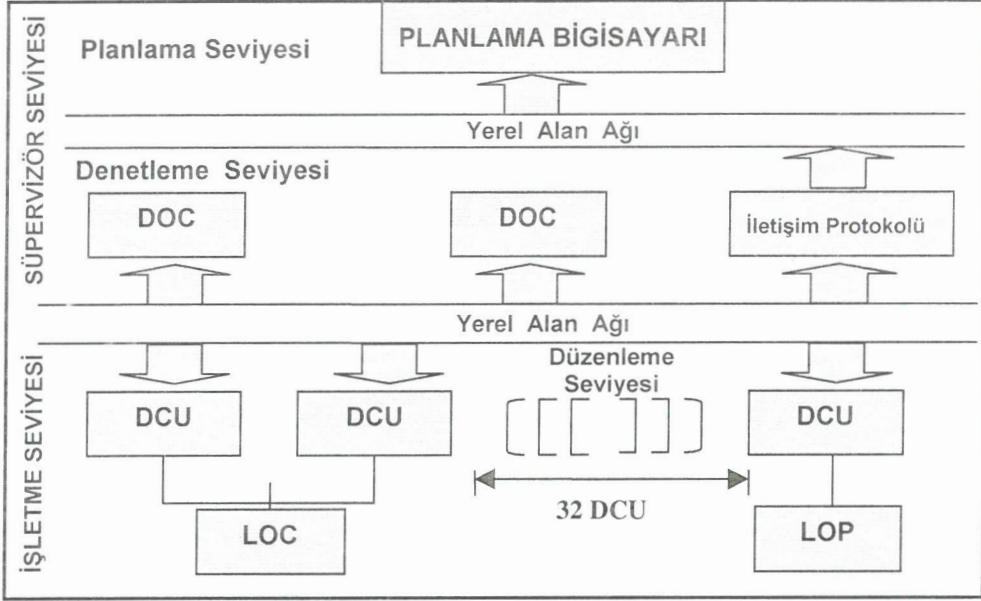 SÜPERVİZÖR SEVİYESİ
Planlama Seviyesi
PLANLAMA BİGİSAYARI
Yerel Alan Ağı
Denetleme Seviyesi
DOC
DOC
İletişim Protokolü
Yerel Alan Ağı
İŞLETME SEVİYESİ
Düzenleme
Seviyesi
DCU
DCU
DCU
32 DCU
LOC
LOP